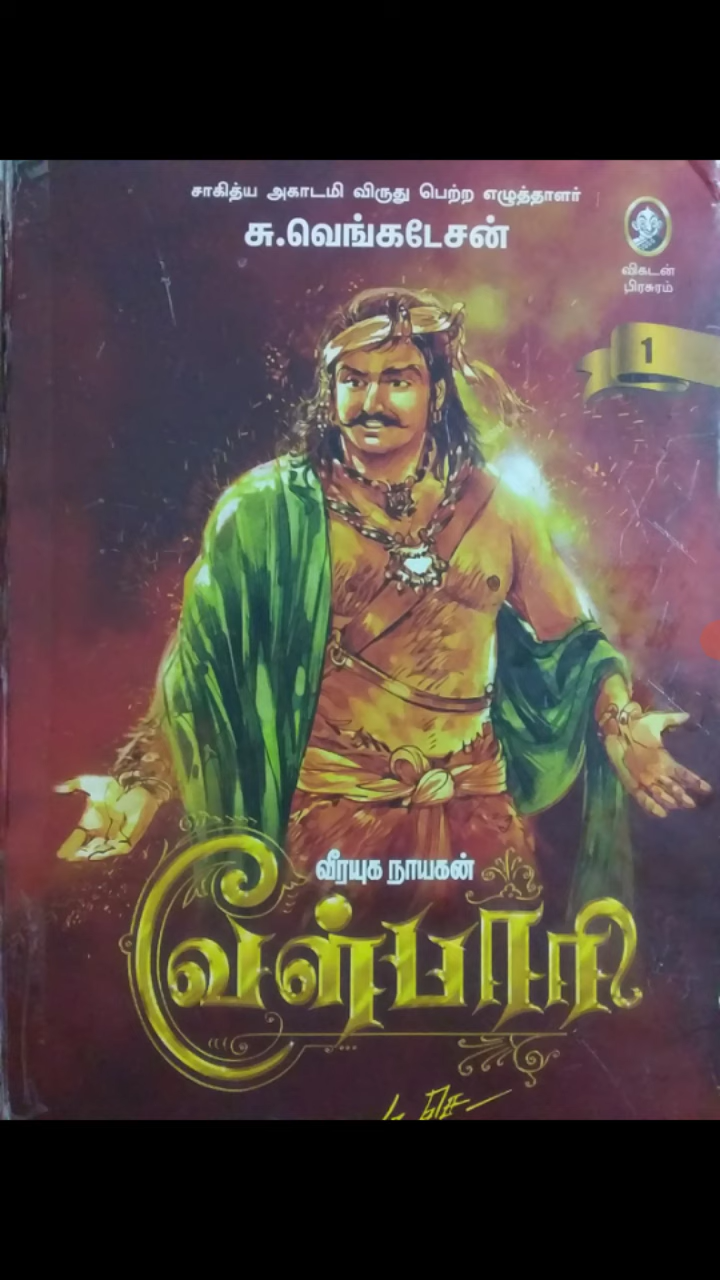 சாகித்ய அகாடமி விருது பெற்ற எழுத்தாளர்
சு.வெங்கடேசன்
விகடன்
பிரசுரம்
1
வீரயுக நாயகன்
வேள்பாரி